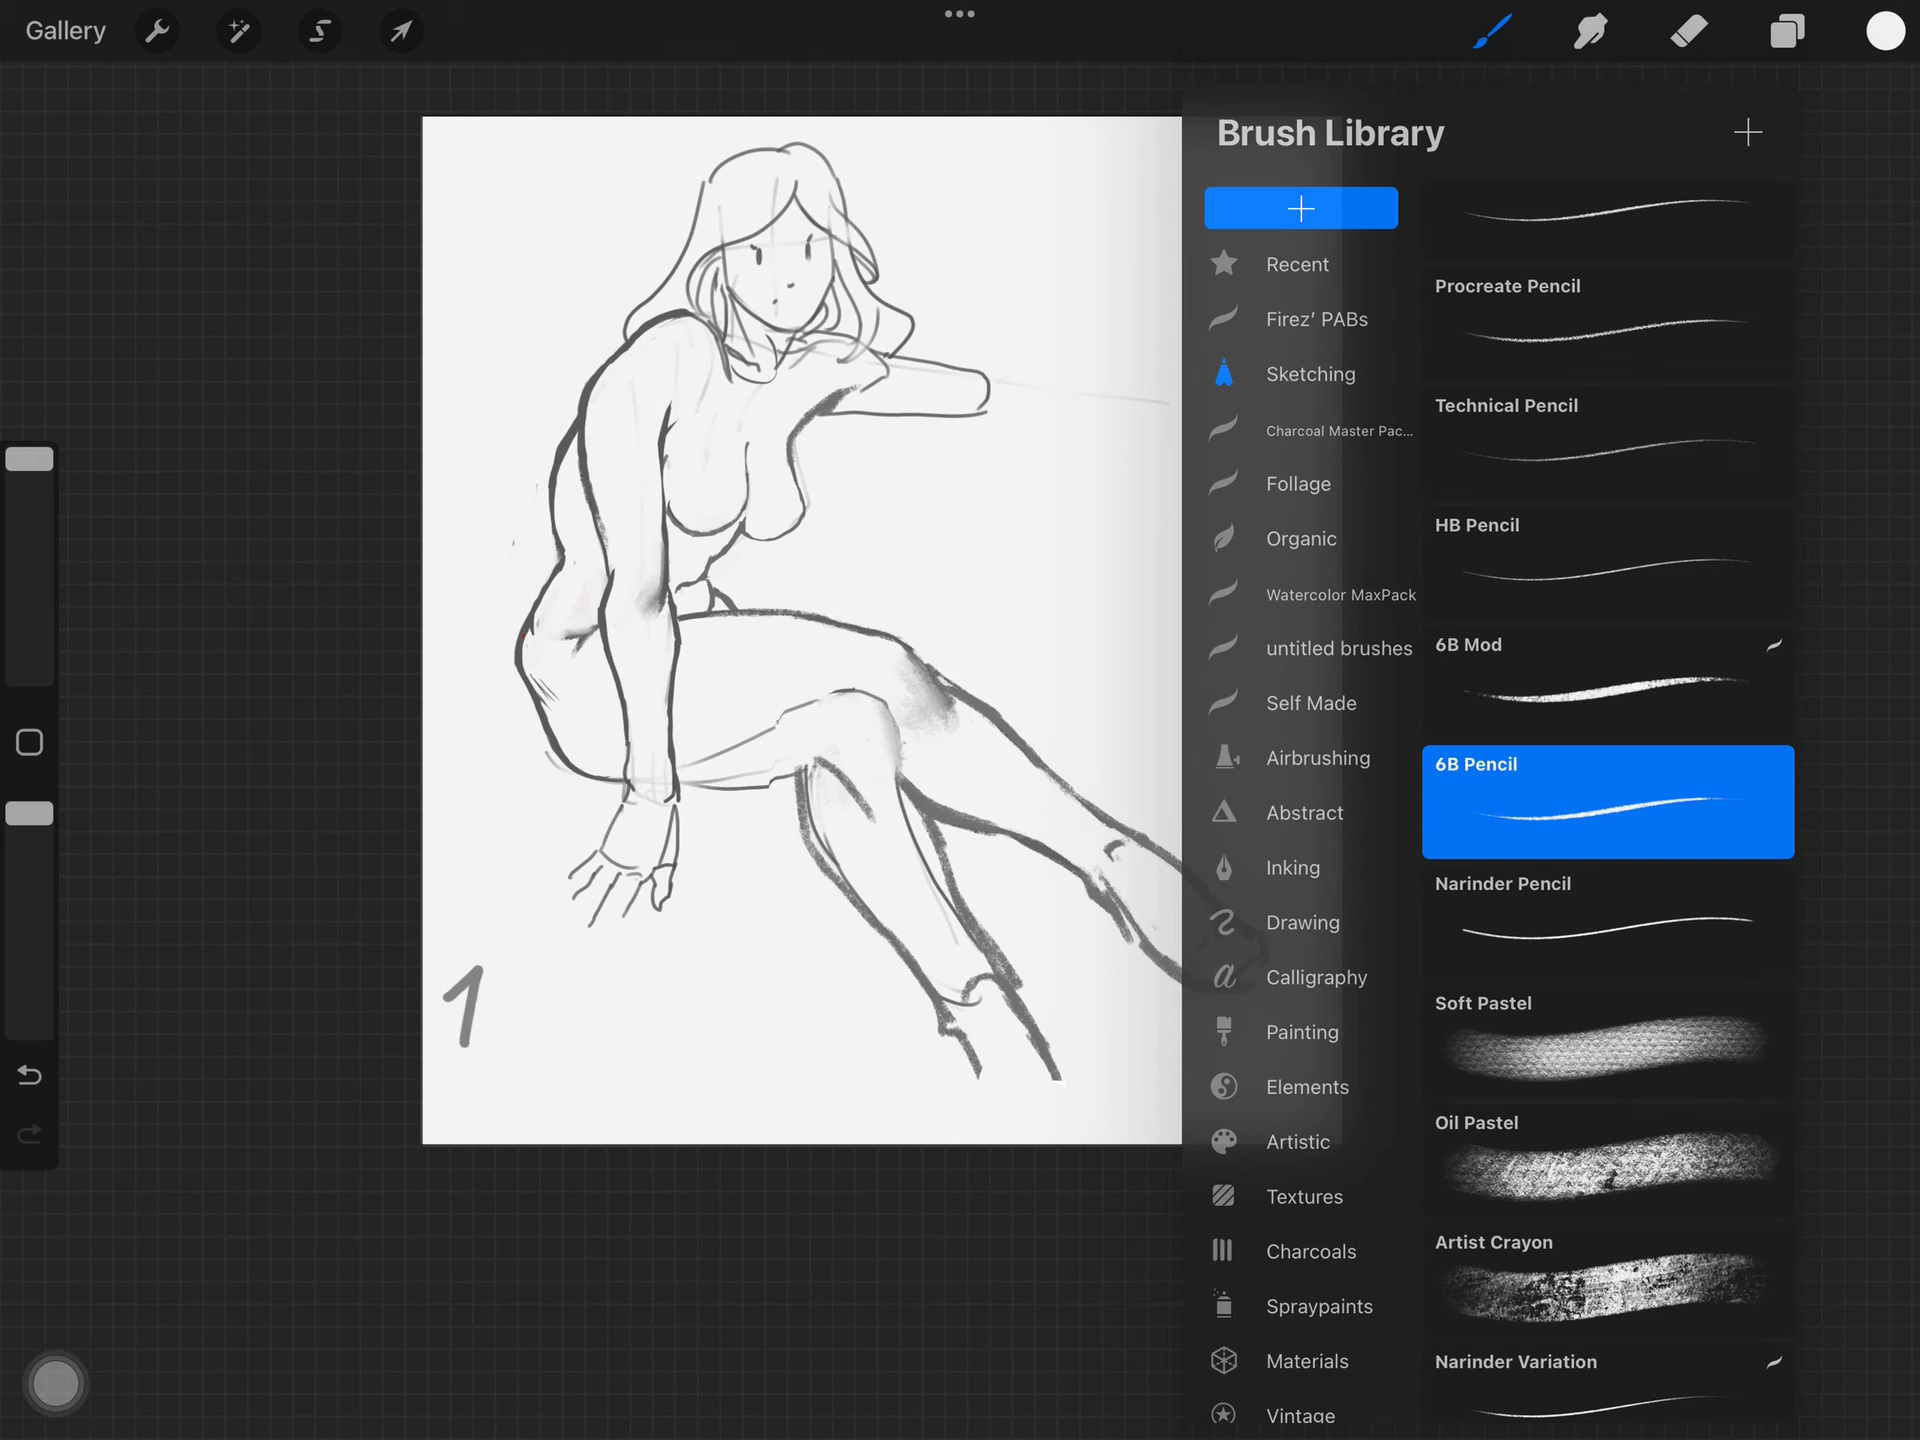 Gallery
Brush Library
Recent
Firez’ PABs
Sketching
Charcoal Master Pac...
Follage
Organic
Watercolor MaxPack
untitled brushes
Self Made
Airbrushing
Abstract
Inking
Drawing
Calligraphy
Painting
Elements
Artistic
Textures
Charcoals
Spraypaints
Materials
Vintage
Procreate Pencil
Technical Pencil
HB Pencil
6B Mod
6B Pencil
Narinder Pencil
Soft Pastel
Oil Pastel
Artist Crayon
Narinder Variation
1